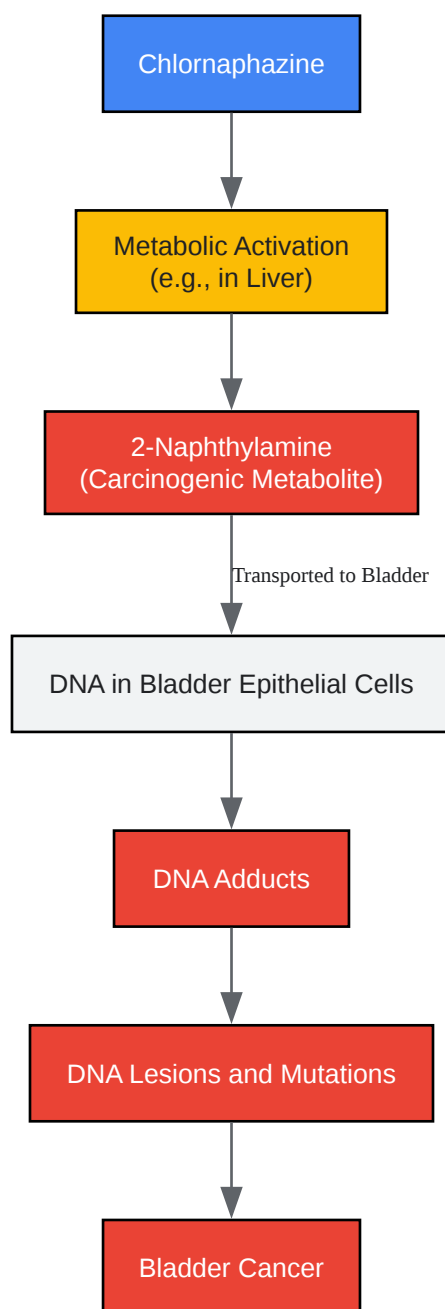 Chlornaphazine
Metabolic Activation
(e.g., in Liver)
2-Naphthylamine
(Carcinogenic Metabolite)
Transported to Bladder
DNA in Bladder Epithelial Cells
DNA Adducts
DNA Lesions and Mutations
Bladder Cancer